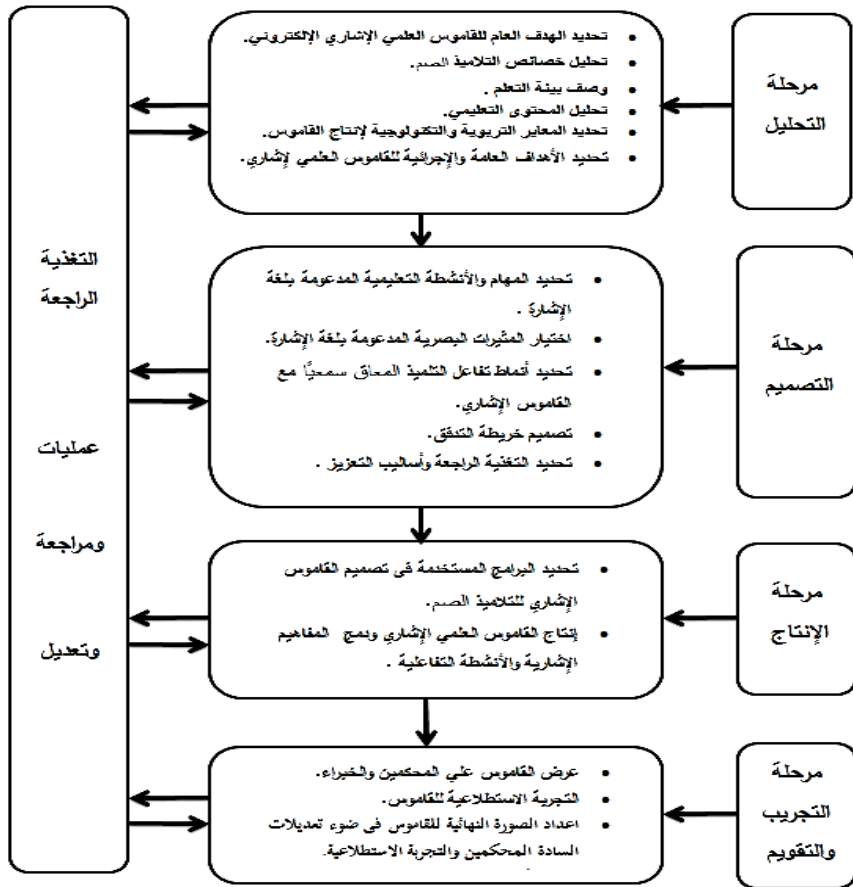 مرحلة
التحليل
تحديد الهدف العام للقاموس العلمي الإشاري الإلكتروني.
تحليل خصائص التلاميذ الصم.
وصف بيئة التعلم .
تحليل المحتوى التعليمي.
تحديد المعاير التربوية والتكنولوجية لإنتاج القاموس.
تحديد الأهداف العامة والإجرائية للقاموس العلمي لإشاري.
مرحلة
التصميم
تحديد المهام والأنشطة التعليمية المدعومة بلغة
الإشارة .
اختيار المثيرات البصرية المدعومة بلغة الإشارة.
تحديد أنماط تفاعل التلميذ المعاق سمعيًا مع
القاموس الإشاري.
تصميم خريطة التدفق.
تحديد التغنية الراجعة وأساليب التعزيز .
مرحلة
الإنتاج
تحديد البرامج المستخدمة فى تصميم القاموس
الإشاري للتلاميذ الصم.
إنتاج القاموس العلمي الإشاري ودمج المفاهيم
الإشارية والأنشطة التفاعلية .
مرحلة
التجريب
والتقويم
عرض القاموس علي المحكمين والخبراء.
التجربة الاستطلاعية للقاموس.
اعداد الصورة النهائية للقاموس فى ضوء تعديلات
السادة المحكمين والتجربة الاستطلاعية.
التغذية
الراجعة
عمليات
ومراجعة
وتعديل